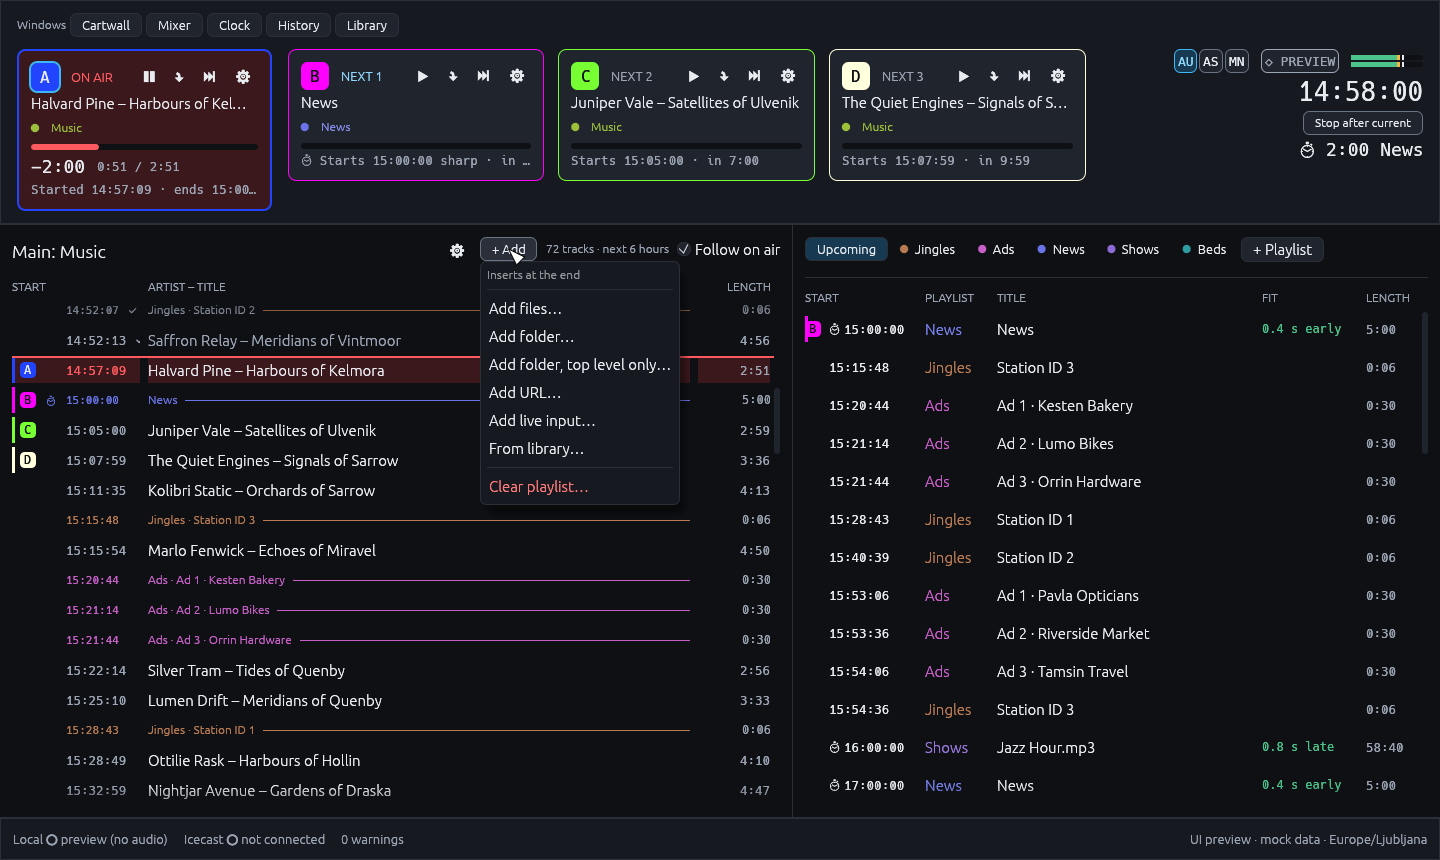 Windows Cartwall Mixer Clock History Library
A ON AIR
Halvard Pine – Harbours of Kel…
Music
−2:00 0:51 / 2:51
Started 14:57:09 · ends 15:00…
B NEXT 1
News
News
Starts 15:00:00 sharp · in …
C NEXT 2
Juniper Vale – Satellites of Ulvenik
Music
Starts 15:05:00 · in 7:00
D NEXT 3
The Quiet Engines – Signals of S…
Music
Starts 15:07:59 · in 9:59
AU AS MN ◇ PREVIEW
14:58:00
Stop after current
2:00 News
Main: Music + Add 72 tracks · next 6 hours Follow on air
START ARTIST – TITLE LENGTH
14:52:07 Jingles · Station ID 2 0:06
14:52:13 Saffron Relay – Meridians of Vintmoor 4:56
A 14:57:09 Halvard Pine – Harbours of Kelmora 2:51
B 15:00:00 News 5:00
C 15:05:00 Juniper Vale – Satellites of Ulvenik 2:59
D 15:07:59 The Quiet Engines – Signals of Sarrow 3:36
15:11:35 Kolibri Static – Orchards of Sarrow 4:13
15:15:48 Jingles · Station ID 3 0:06
15:15:54 Marlo Fenwick – Echoes of Miravel 4:50
15:20:44 Ads · Ad 1 · Kesten Bakery 0:30
15:21:14 Ads · Ad 2 · Lumo Bikes 0:30
15:21:44 Ads · Ad 3 · Orrin Hardware 0:30
15:22:14 Silver Tram – Tides of Quenby 2:56
15:25:10 Lumen Drift – Meridians of Quenby 3:33
15:28:43 Jingles · Station ID 1 0:06
15:28:49 Ottilie Rask – Harbours of Hollin 4:10
15:32:59 Nightjar Avenue – Gardens of Draska 4:47
Inserts at the end
Add files…
Add folder…
Add folder, top level only…
Add URL…
Add live input…
From library…
Clear playlist…
Upcoming Jingles Ads News Shows Beds + Playlist
START PLAYLIST TITLE FIT LENGTH
B 15:00:00 News News 0.4 s early 5:00
15:15:48 Jingles Station ID 3 0:06
15:20:44 Ads Ad 1 · Kesten Bakery 0:30
15:21:14 Ads Ad 2 · Lumo Bikes 0:30
15:21:44 Ads Ad 3 · Orrin Hardware 0:30
15:28:43 Jingles Station ID 1 0:06
15:40:39 Jingles Station ID 2 0:06
15:53:06 Ads Ad 1 · Pavla Opticians 0:30
15:53:36 Ads Ad 2 · Riverside Market 0:30
15:54:06 Ads Ad 3 · Tamsin Travel 0:30
15:54:36 Jingles Station ID 3 0:06
16:00:00 Shows Jazz Hour.mp3 0.8 s late 58:40
17:00:00 News News 0.4 s early 5:00
Local preview (no audio) Icecast not connected 0 warnings UI preview · mock data · Europe/Ljubljana